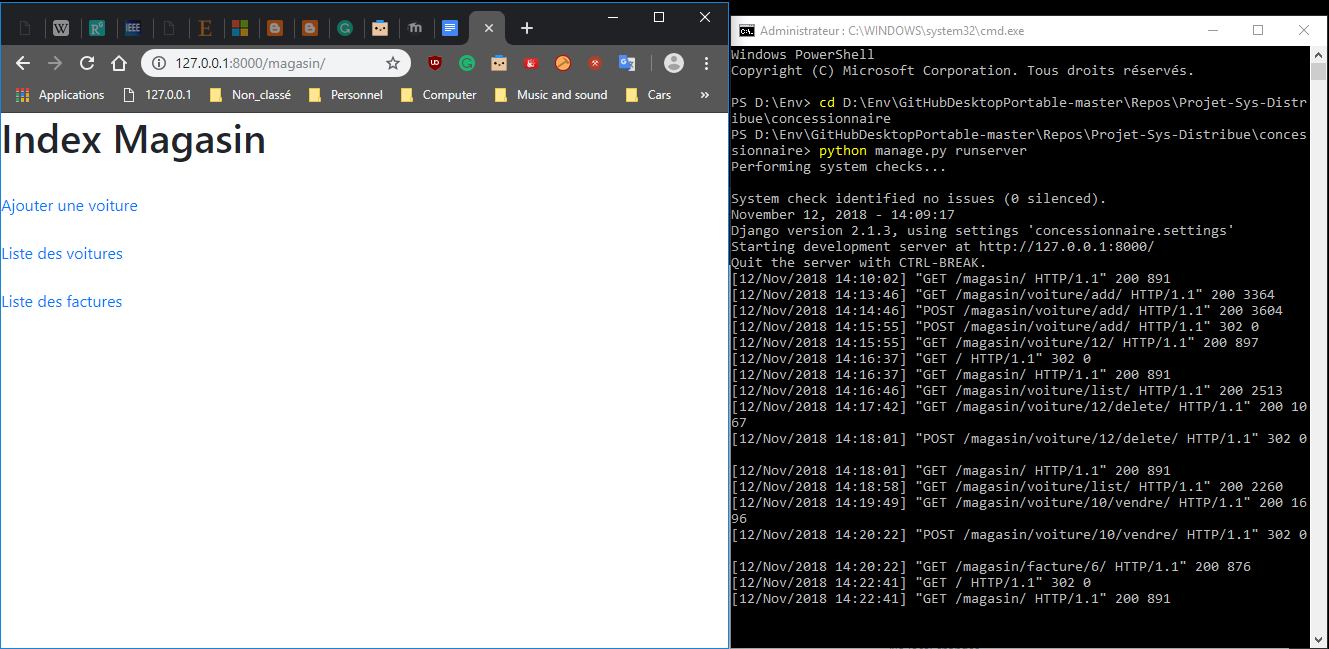 W
R
IEEE
E
G
m
127.0.0.1:8000/magasin/
Applications
127.0.0.1
Non_classé
Personnel
Computer
Music and sound
Cars
»
Index Magasin
Ajouter une voiture
Liste des voitures
Liste des factures
Administrateur : C:\WINDOWS\system32\cmd.exe
Windows PowerShell
Copyright (C) Microsoft Corporation. Tous droits réservés.
PS D:\Env> cd D:\Env\GitHubDesktopPortable-master\Repos\Projet-Sys-Distr
ibue\concessionnaire
PS D:\Env\GitHubDesktopPortable-master\Repos\Projet-Sys-Distribue\conces
sionnaire> python manage.py runserver
Performing system checks...
System check identified no issues (0 silenced).
November 12, 2018 - 14:09:17
Django version 2.1.3, using settings 'concessionnaire.settings'
Starting development server at http://127.0.0.1:8000/
Quit the server with CTRL-BREAK.
[12/Nov/2018 14:10:02] "GET /magasin/ HTTP/1.1" 200 891
[12/Nov/2018 14:13:46] "GET /magasin/voiture/add/ HTTP/1.1" 200 3364
[12/Nov/2018 14:14:46] "POST /magasin/voiture/add/ HTTP/1.1" 200 3604
[12/Nov/2018 14:15:55] "POST /magasin/voiture/add/ HTTP/1.1" 302 0
[12/Nov/2018 14:15:55] "GET /magasin/voiture/12/ HTTP/1.1" 200 897
[12/Nov/2018 14:16:37] "GET / HTTP/1.1" 302 0
[12/Nov/2018 14:16:37] "GET /magasin/ HTTP/1.1" 200 891
[12/Nov/2018 14:16:46] "GET /magasin/voiture/list/ HTTP/1.1" 200 2513
[12/Nov/2018 14:17:42] "GET /magasin/voiture/12/delete/ HTTP/1.1" 200 10
67
[12/Nov/2018 14:18:01] "POST /magasin/voiture/12/delete/ HTTP/1.1" 302 0
[12/Nov/2018 14:18:01] "GET /magasin/ HTTP/1.1" 200 891
[12/Nov/2018 14:18:58] "GET /magasin/voiture/list/ HTTP/1.1" 200 2260
[12/Nov/2018 14:19:49] "GET /magasin/voiture/10/vendre/ HTTP/1.1" 200 16
96
[12/Nov/2018 14:20:22] "POST /magasin/voiture/10/vendre/ HTTP/1.1" 302 0
[12/Nov/2018 14:20:22] "GET /magasin/facture/6/ HTTP/1.1" 200 876
[12/Nov/2018 14:22:41] "GET / HTTP/1.1" 302 0
[12/Nov/2018 14:22:41] "GET /magasin/ HTTP/1.1" 200 891